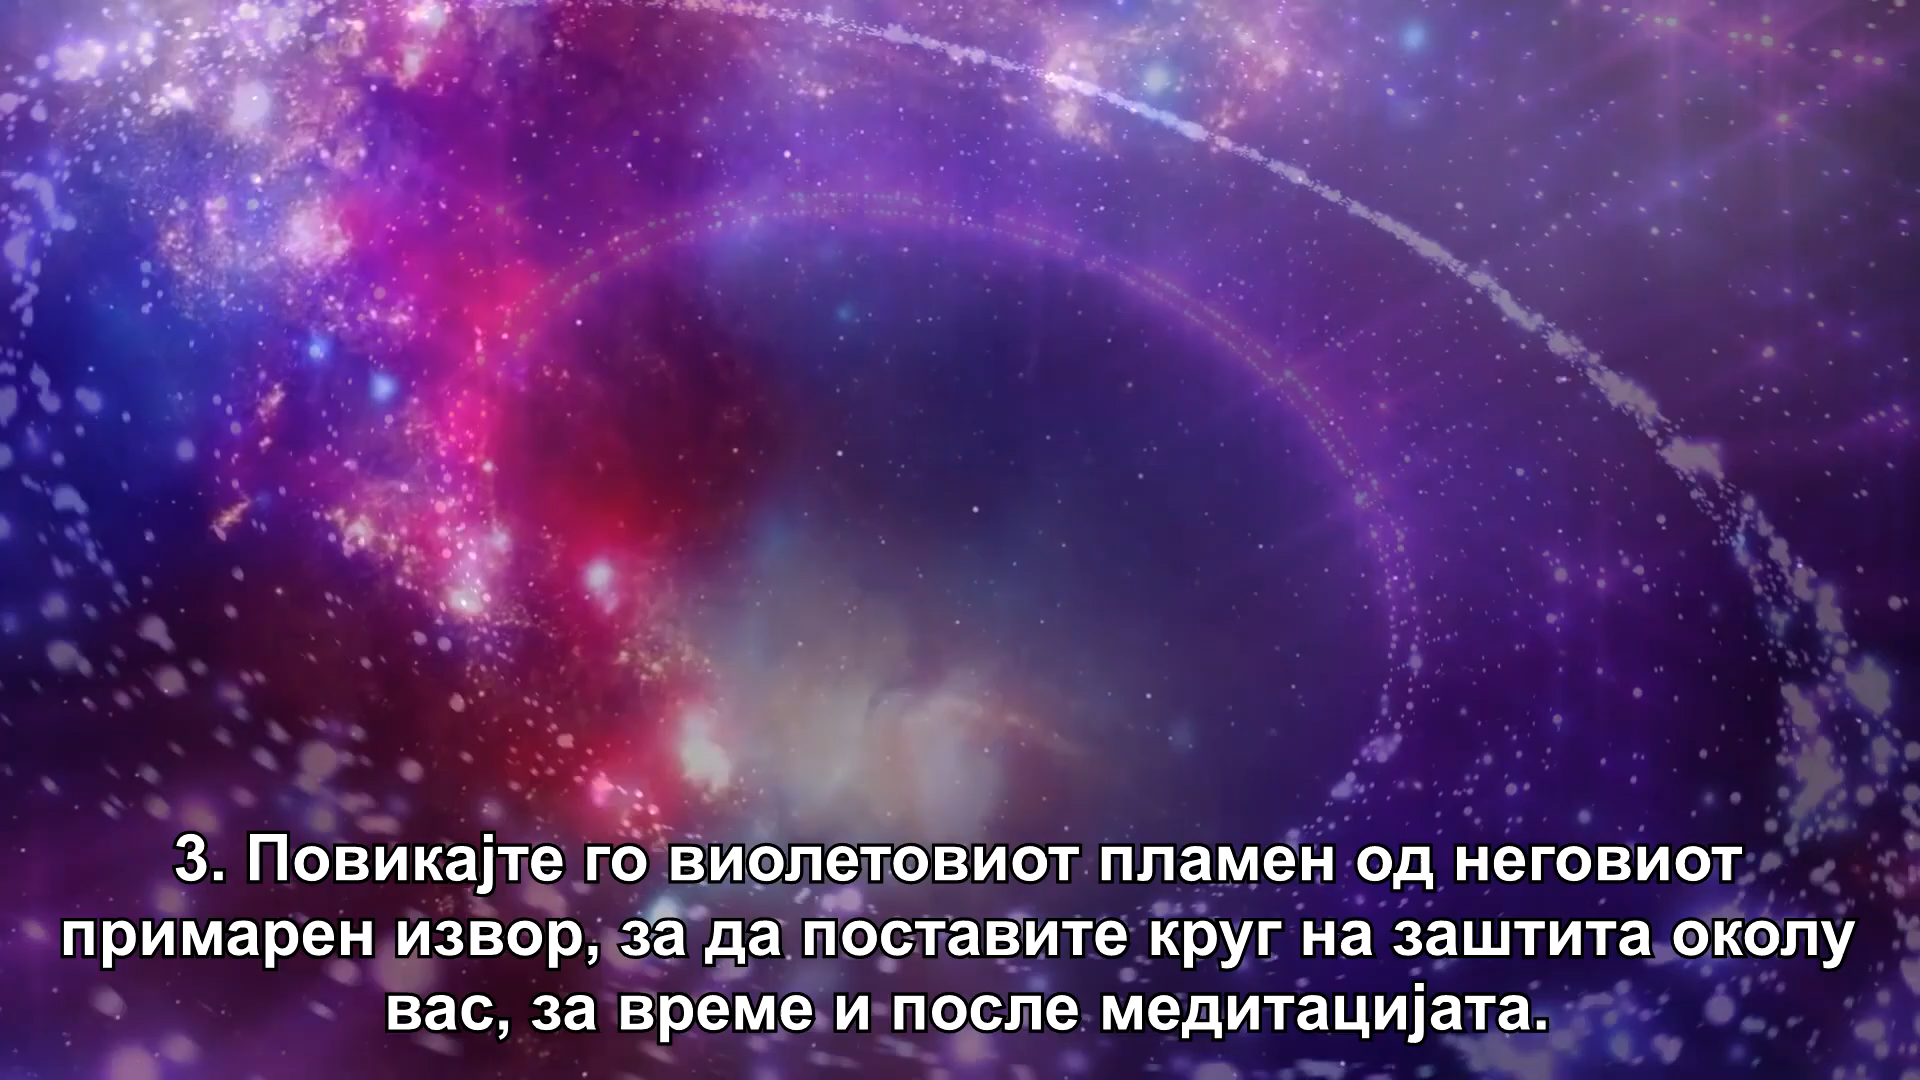 3. Повикајте го виолетовиот пламен од неговиот
примарен извор, за да поставите круг на заштита околу
вас, за време и после медитацијата.